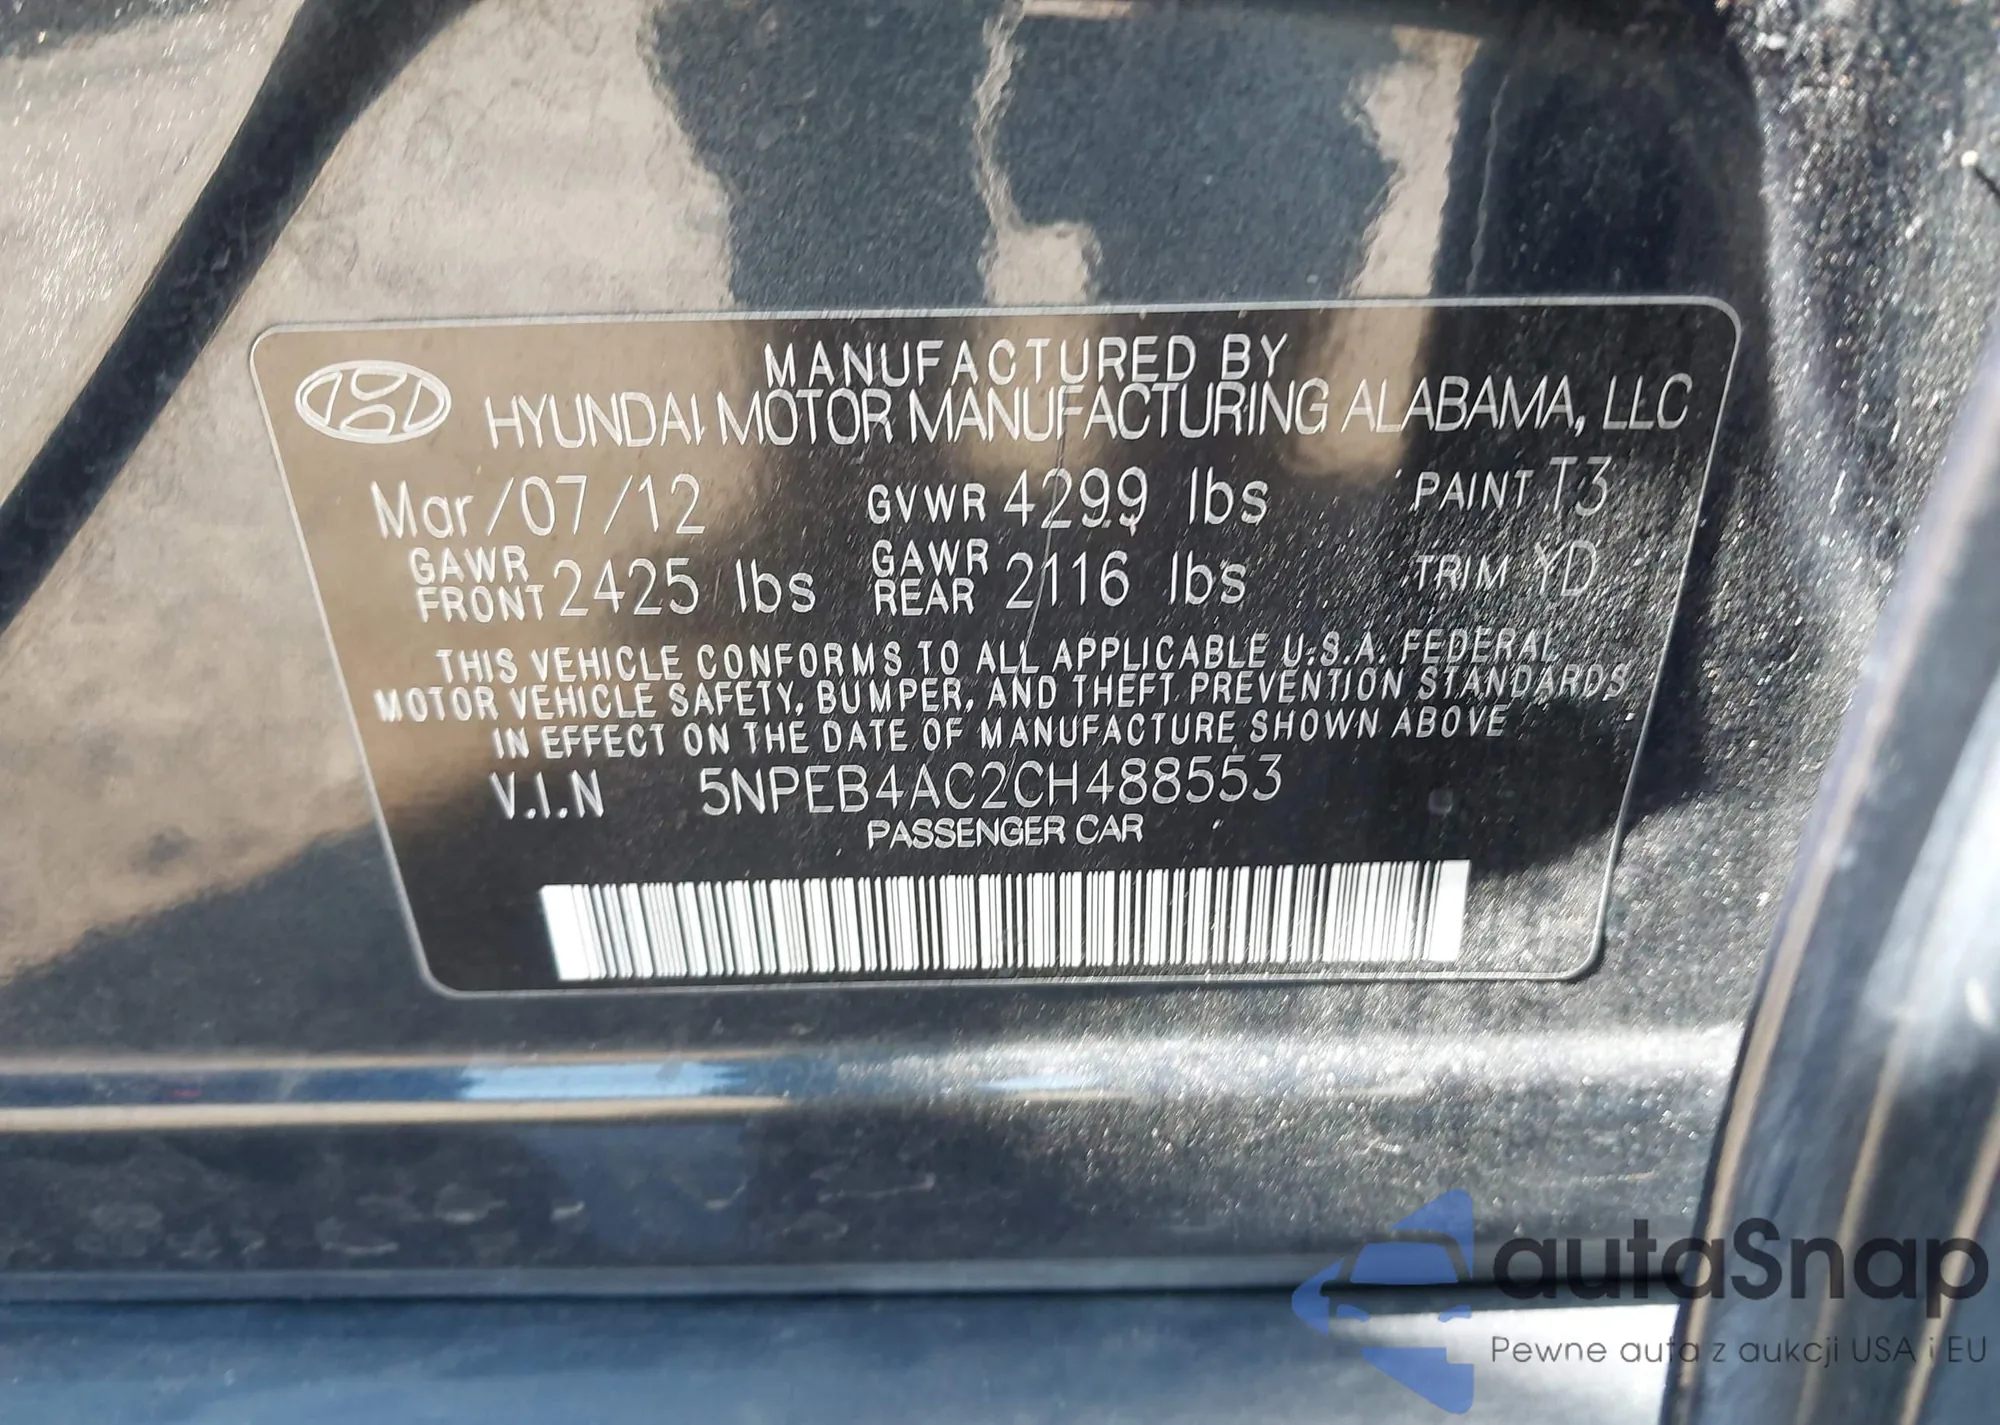 MANUFACTURED BY
HYUNDAI MOTOR MANUFACTURING ALABAMA, LLC
Mar/07/12 GVWR 4299 lbs PAINT T3
GAWR FRONT 2425 lbs GAWR REAR 2116 lbs TRIM YD
THIS VEHICLE CONFORMS TO ALL APPLICABLE U.S.A. FEDERAL
MOTOR VEHICLE SAFETY, BUMPER, AND THEFT PREVENTION STANDARDS
IN EFFECT ON THE DATE OF MANUFACTURE SHOWN ABOVE
V.I.N 5NPEB4AC2CH488553
PASSENGER CAR
autaSnap
Pewne auta z aukcji USA i EU